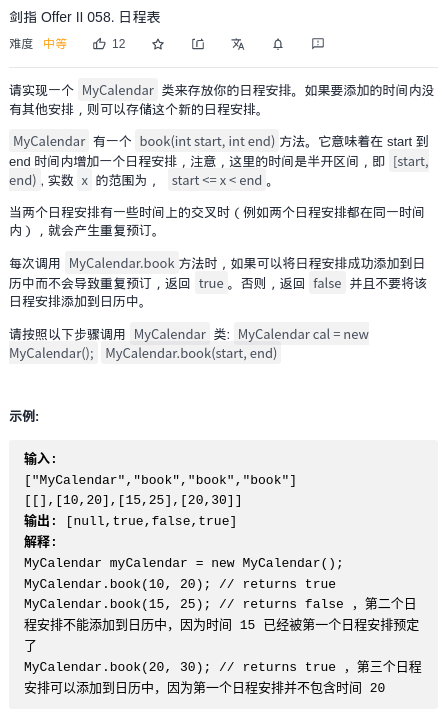 剑指 Offer II 058. 日程表
难度 中等 12
请实现一个 MyCalendar 类来存放你的日程安排。如果要添加的时间内没
有其他安排，则可以存储这个新的日程安排。
MyCalendar 有一个 book(int start, int end)方法。它意味着在 start 到
end 时间内增加一个日程安排，注意，这里的时间是半开区间，即 [start,
end) , 实数 x 的范围为， start <= x < end 。
当两个日程安排有一些时间上的交叉时（例如两个日程安排都在同一时间
内），就会产生重复预订。
每次调用 MyCalendar.book方法时，如果可以将日程安排成功添加到日
历中而不会导致重复预订，返回 true 。否则，返回 false 并且不要将该
日程安排添加到日历中。
请按照以下步骤调用 MyCalendar 类: MyCalendar cal = new
MyCalendar(); MyCalendar.book(start, end)
示例:
输入:
["MyCalendar","book","book","book"]
[[],[10,20],[15,25],[20,30]]
输出: [null,true,false,true]
解释:
MyCalendar myCalendar = new MyCalendar();
MyCalendar.book(10, 20); // returns true
MyCalendar.book(15, 25); // returns false ，第二个日
程安排不能添加到日历中，因为时间 15 已经被第一个日程安排预定
了
MyCalendar.book(20, 30); // returns true ，第三个日程
安排可以添加到日历中，因为第一个日程安排并不包含时间 20